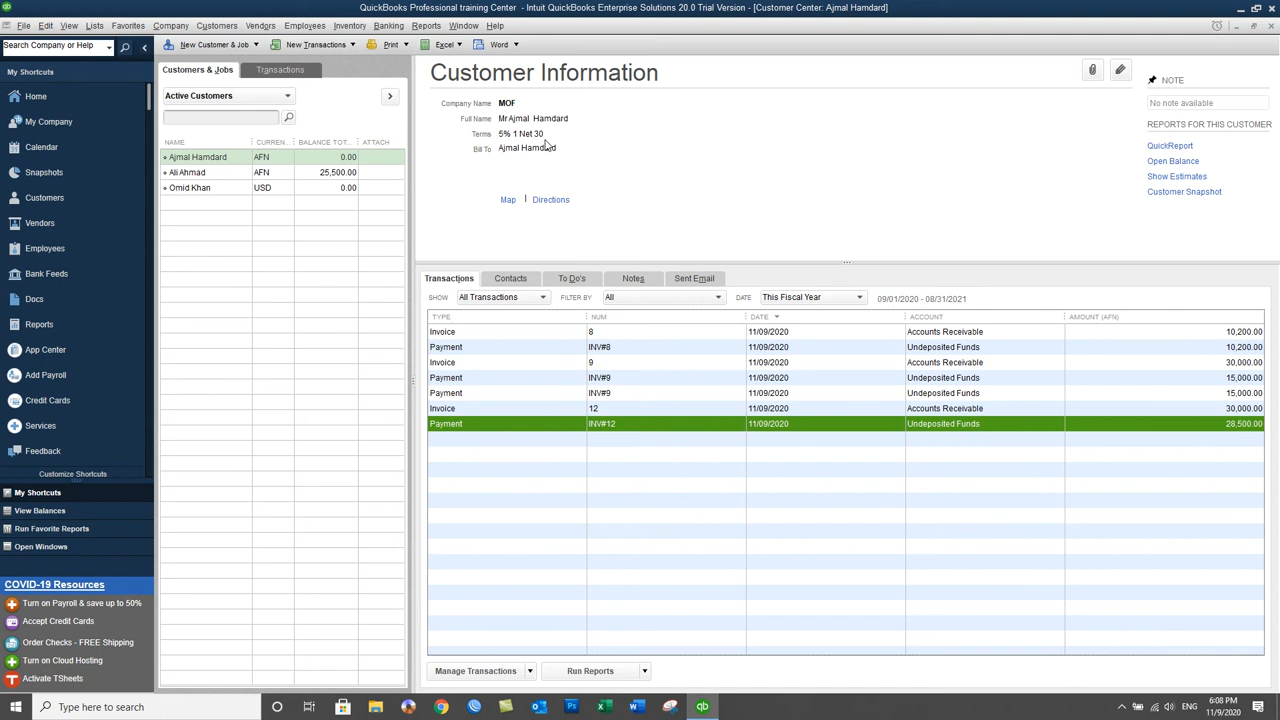 QuickBooks Professional training Center - Intuit QuickBooks Enterprise Solutions 20.0 Trial Version - [Customer Center: Ajmal Hamdard]
File Edit View Lists Favorites Company Customers Vendors Employees Inventory Banking Reports Window Help
Search Company or Help
New Customer & Job New Transactions Print Excel Word
My Shortcuts
Home
My Company
Calendar
Snapshots
Customers
Vendors
Employees
Bank Feeds
Docs
Reports
App Center
Add Payroll
Credit Cards
Services
Feedback
Customize Shortcuts
My Shortcuts
View Balances
Run Favorite Reports
Open Windows
COVID-19 Resources
Turn on Payroll & save up to 50%
Accept Credit Cards
Order Checks - FREE Shipping
Turn on Cloud Hosting
Activate TSheets
Customers & Jobs Transactions
Active Customers
NAME CURREN... BALANCE TOT... ATTACH
Ajmal Hamdard AFN 0.00
Ali Ahmad AFN 25,500.00
Omid Khan USD 0.00
Customer Information
Company Name MOF
Full Name Mr Ajmal Hamdard
Terms 5% 1 Net 30
Bill To Ajmal Hamdard
Map | Directions
NOTE
No note available
REPORTS FOR THIS CUSTOMER
QuickReport
Open Balance
Show Estimates
Customer Snapshot
Transactions Contacts To Do's Notes Sent Email
SHOW All Transactions FILTER BY All DATE This Fiscal Year 09/01/2020 - 08/31/2021
TYPE NUM DATE ACCOUNT AMOUNT (AFN)
Invoice 8 11/09/2020 Accounts Receivable 10,200.00
Payment INV#8 11/09/2020 Undeposited Funds 10,200.00
Invoice 9 11/09/2020 Accounts Receivable 30,000.00
Payment INV#9 11/09/2020 Undeposited Funds 15,000.00
Payment INV#9 11/09/2020 Undeposited Funds 15,000.00
Invoice 12 11/09/2020 Accounts Receivable 30,000.00
Payment INV#12 11/09/2020 Undeposited Funds 28,500.00
Manage Transactions Run Reports
Type here to search
ENG
6:08 PM
11/9/2020